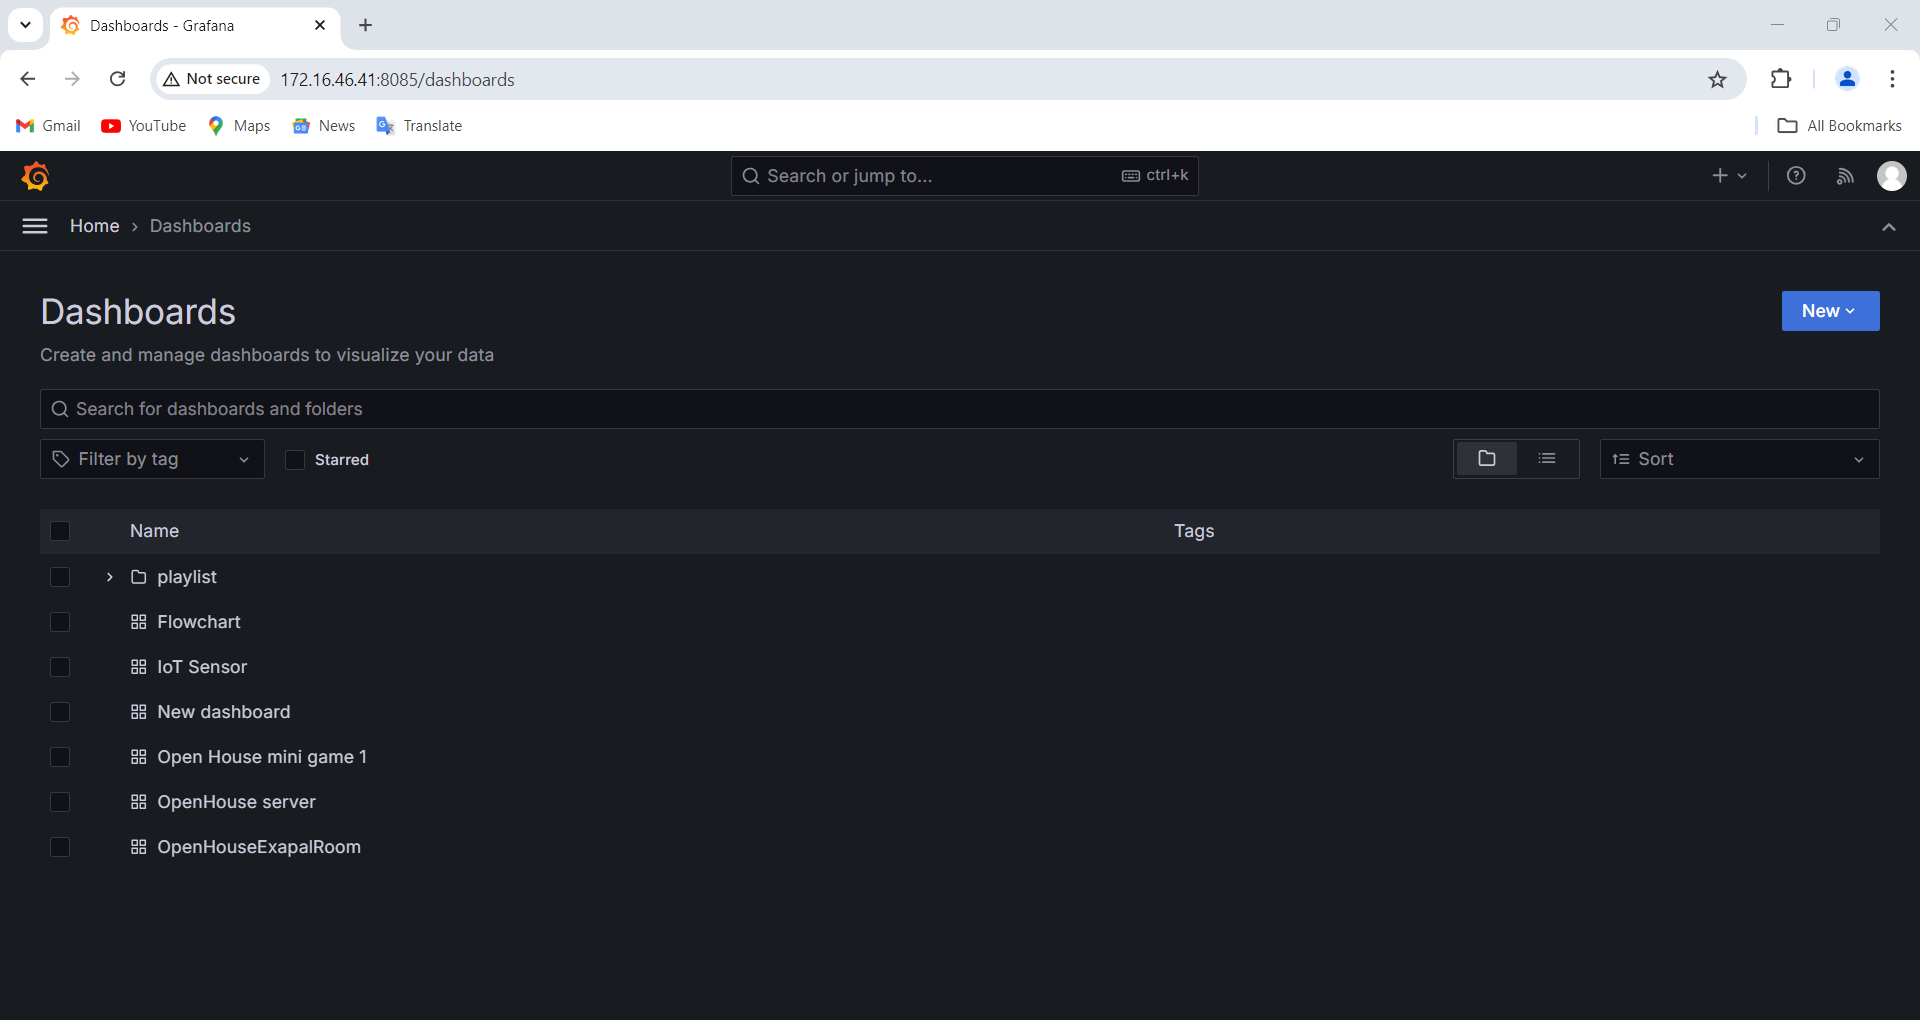 Dashboards - Grafana
Not secure 172.16.46.41:8085/dashboards
Gmail YouTube Maps News Translate All Bookmarks
Search or jump to... ctrl+k
Home › Dashboards
Dashboards
New
Create and manage dashboards to visualize your data
Search for dashboards and folders
Filter by tag Starred Sort
Name Tags
playlist
Flowchart
IoT Sensor
New dashboard
Open House mini game 1
OpenHouse server
OpenHouseExapalRoom